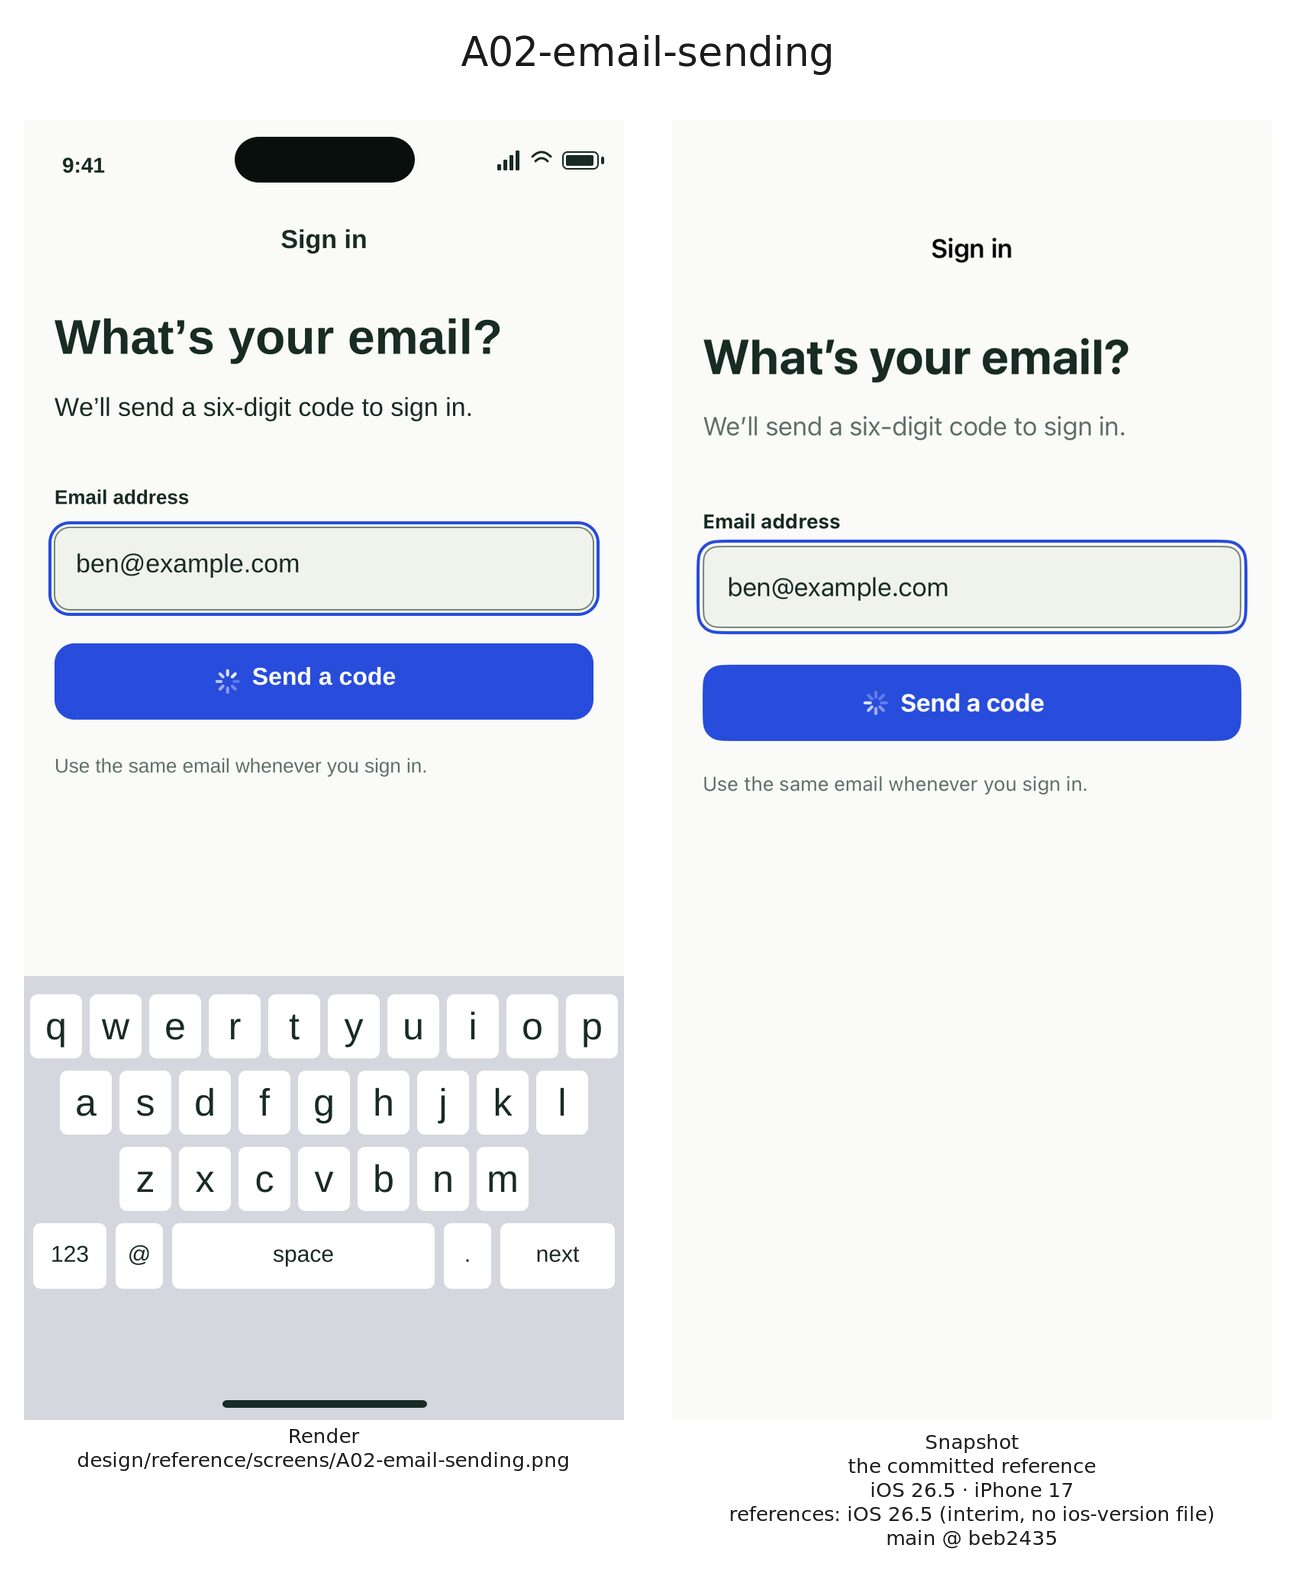 A02-email-sending
9:41
Sign in
What’s your email?
We’ll send a six-digit code to sign in.
Email address
ben@example.com
Send a code
Use the same email whenever you sign in.
q w e r t y u i o p
a s d f g h j k l
z x c v b n m
123 @ space . next
Render
design/reference/screens/A02-email-sending.png
Sign in
What’s your email?
We’ll send a six-digit code to sign in.
Email address
ben@example.com
Send a code
Use the same email whenever you sign in.
Snapshot
the committed reference
iOS 26.5 · iPhone 17
references: iOS 26.5 (interim, no ios-version file)
main @ beb2435